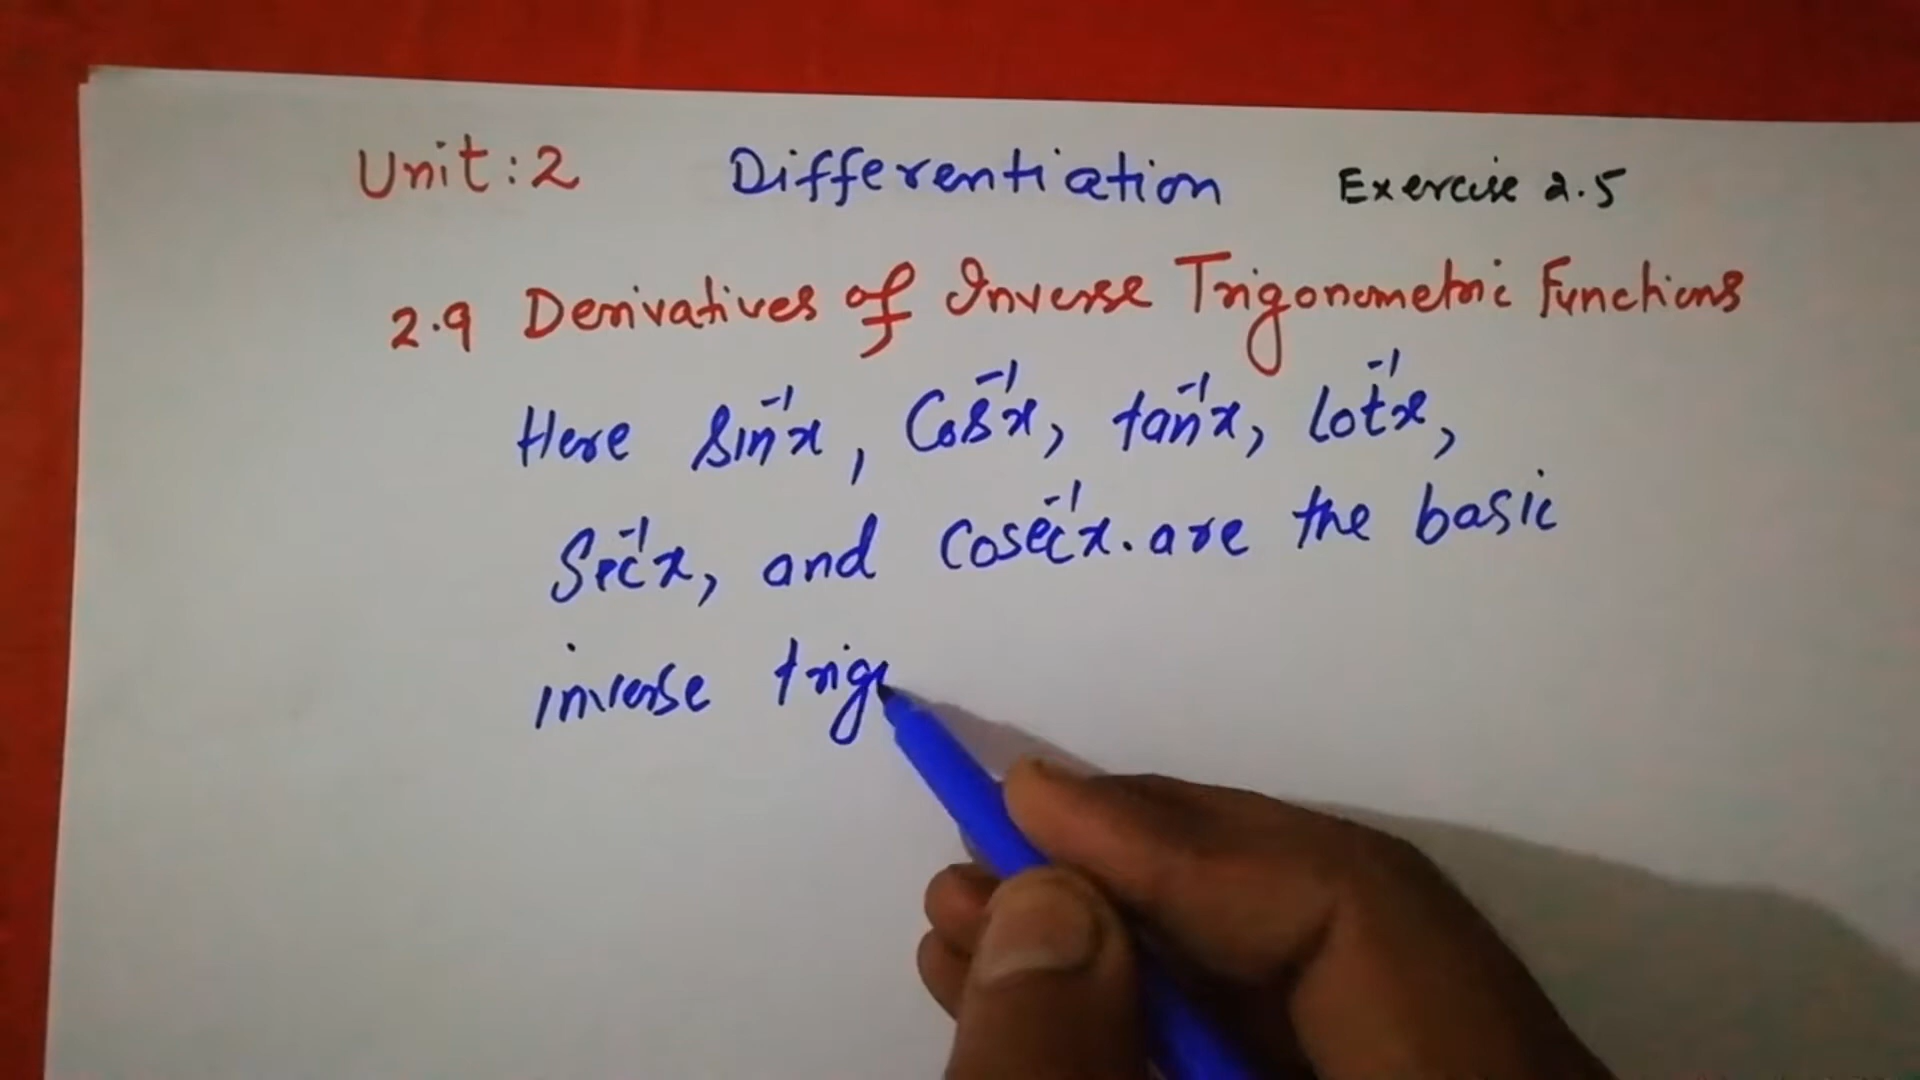 Unit:2 Differentiation Exercise 2.5
2.9 Derivatives of Inverse Trigonometric Functions
Here sin⁻¹x, Cos⁻¹x, tan⁻¹x, Cot⁻¹x,
Sec⁻¹x, and Cosec⁻¹x. are the basic
inverse trig